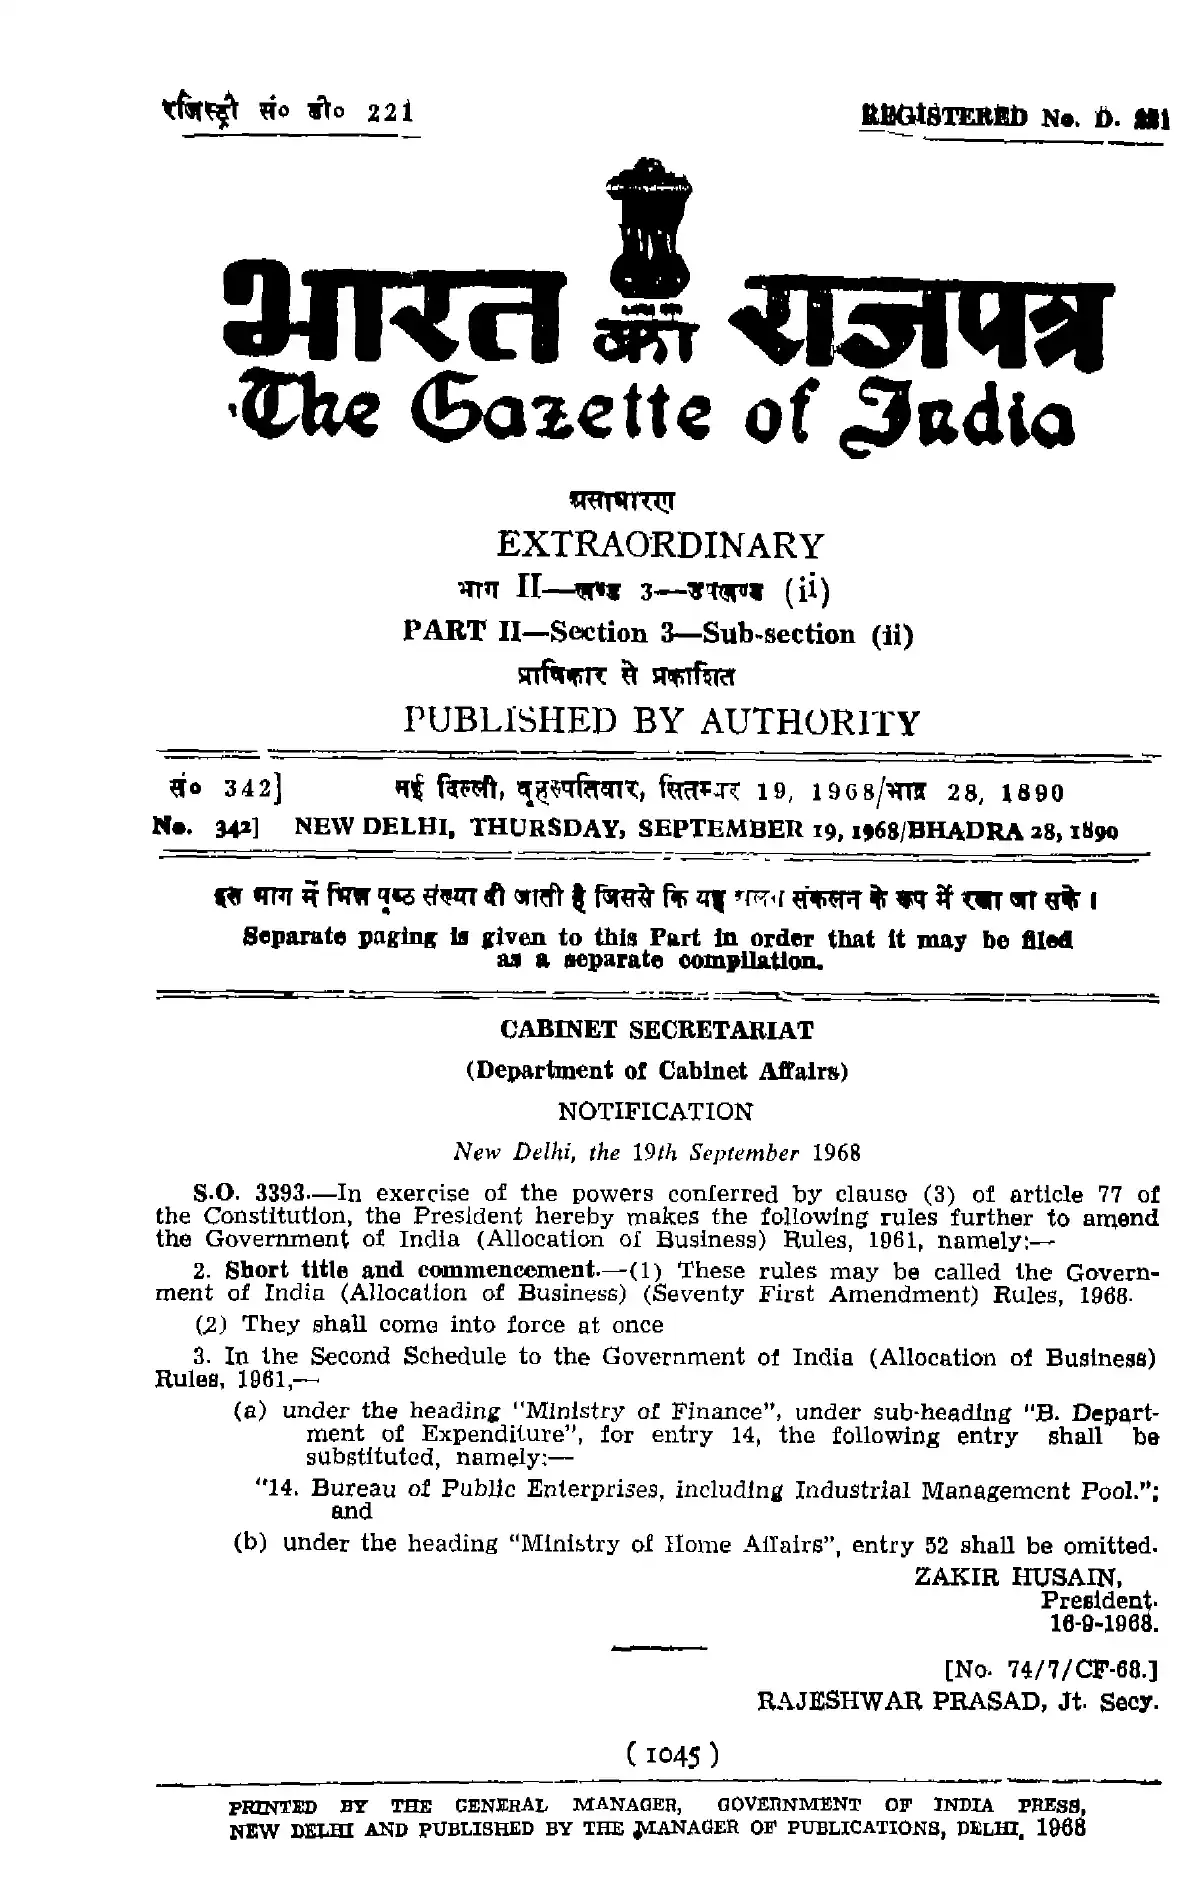 रजिस्ट्री सं० डी० 221
REGISTERED No. D. 221
भारत का राजपत्र
The Gazette of India
असाधारण
EXTRAORDINARY
भाग II—खण्ड 3—उपखण्ड (ii)
PART II—Section 3—Sub-section (ii)
प्राधिकार से प्रकाशित
PUBLISHED BY AUTHORITY
सं० 342] नई दिल्ली, वृहस्पतिवार, सितम्बर 19, 1968/भाद्र 28, 1890
No. 342] NEW DELHI, THURSDAY, SEPTEMBER 19, 1968/BHADRA 28, 1890
इस भाग में भिन्न पृष्ठ संख्या दी जाती है जिससे कि यह अलग संकलन के रूप में रखा जा सके ।
Separate paging is given to this Part in order that it may be filed
as a separate compilation.
CABINET SECRETARIAT
(Department of Cabinet Affairs)
NOTIFICATION
New Delhi, the 19th September 1968
S.O. 3393.—In exercise of the powers conferred by clause (3) of article 77 of
the Constitution, the President hereby makes the following rules further to amend
the Government of India (Allocation of Business) Rules, 1961, namely:—
2. Short title and commencement.—(1) These rules may be called the Govern-
ment of India (Allocation of Business) (Seventy First Amendment) Rules, 1968.
(2) They shall come into force at once
3. In the Second Schedule to the Government of India (Allocation of Business)
Rules, 1961,—
(a) under the heading "Ministry of Finance", under sub-heading "B. Depart-
ment of Expenditure", for entry 14, the following entry shall be
substituted, namely:—
"14. Bureau of Public Enterprises, including Industrial Management Pool.";
and
(b) under the heading "Ministry of Home Affairs", entry 52 shall be omitted.
ZAKIR HUSAIN,
President.
16-9-1968.
[No. 74/7/CF-68.]
RAJESHWAR PRASAD, Jt. Secy.
(1045)
PRINTED BY THE GENERAL MANAGER, GOVERNMENT OF INDIA PRESS,
NEW DELHI AND PUBLISHED BY THE MANAGER OF PUBLICATIONS, DELHI, 1968